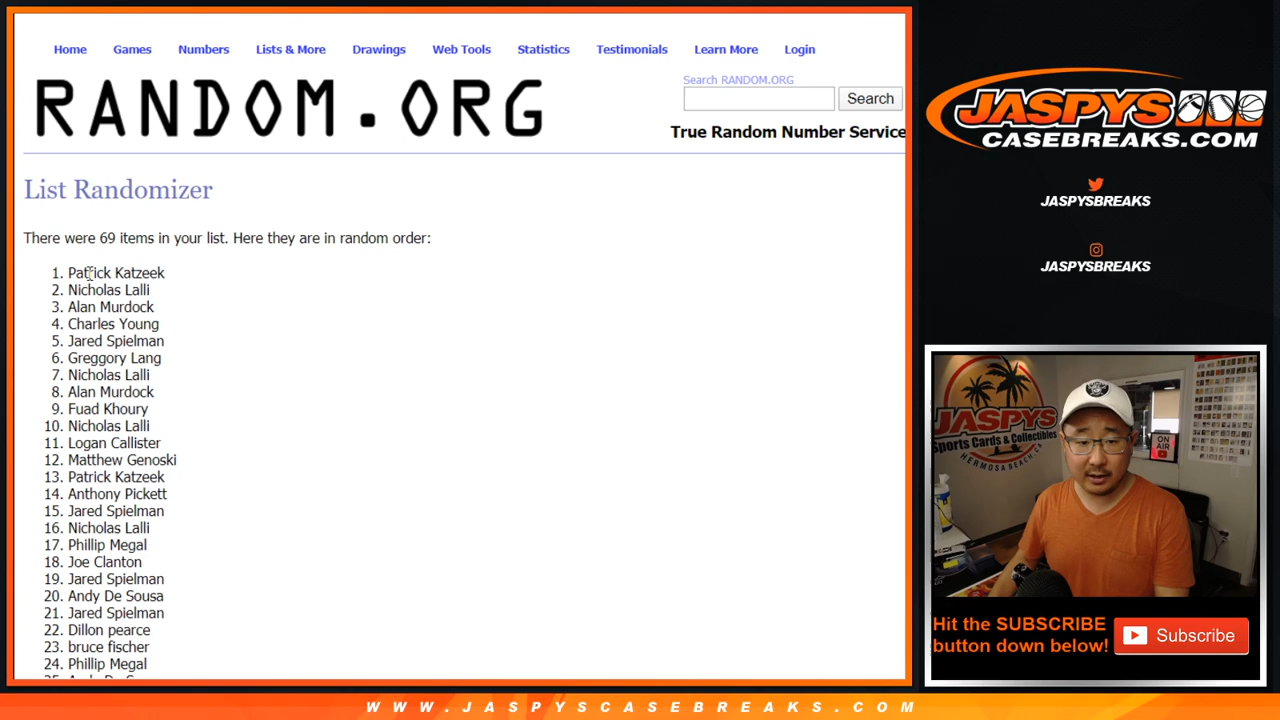 Home Games Numbers Lists & More Drawings Web Tools Statistics Testimonials Learn More Login
RANDOM.ORG
Search RANDOM.ORG
Search
True Random Number Service
List Randomizer
There were 69 items in your list. Here they are in random order:
1. Patrick Katzeek
2. Nicholas Lalli
3. Alan Murdock
4. Charles Young
5. Jared Spielman
6. Greggory Lang
7. Nicholas Lalli
8. Alan Murdock
9. Fuad Khoury
10. Nicholas Lalli
11. Logan Callister
12. Matthew Genoski
13. Patrick Katzeek
14. Anthony Pickett
15. Jared Spielman
16. Nicholas Lalli
17. Phillip Megal
18. Joe Clanton
19. Jared Spielman
20. Andy De Sousa
21. Jared Spielman
22. Dillon pearce
23. bruce fischer
24. Phillip Megal
JASPYS
CASEBREAKS.COM
JASPYSBREAKS
JASPYSBREAKS
JASPYS
Sports Cards & Collectibles
HERMOSA BEACH, CA
ON AIR
Hit the SUBSCRIBE
button down below!
Subscribe
WWW.JASPYSCASEBREAKS.COM